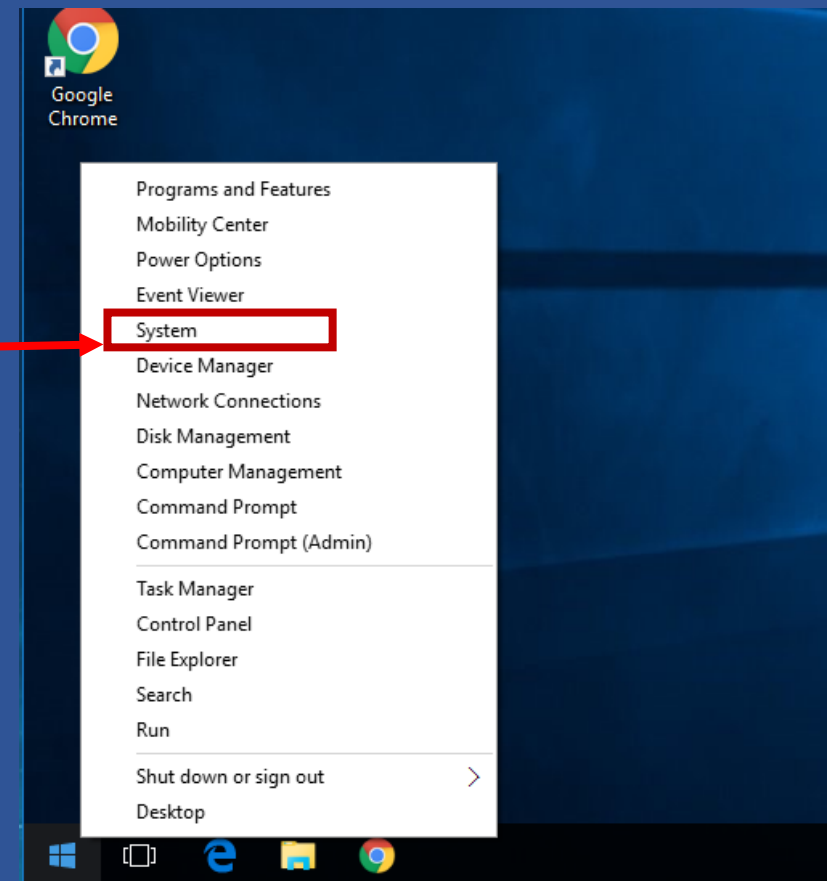 Google
Chrome
Programs and Features
Mobility Center
Power Options
Event Viewer
System
Device Manager
Network Connections
Disk Management
Computer Management
Command Prompt
Command Prompt (Admin)
Task Manager
Control Panel
File Explorer
Search
Run
Shut down or sign out
Desktop